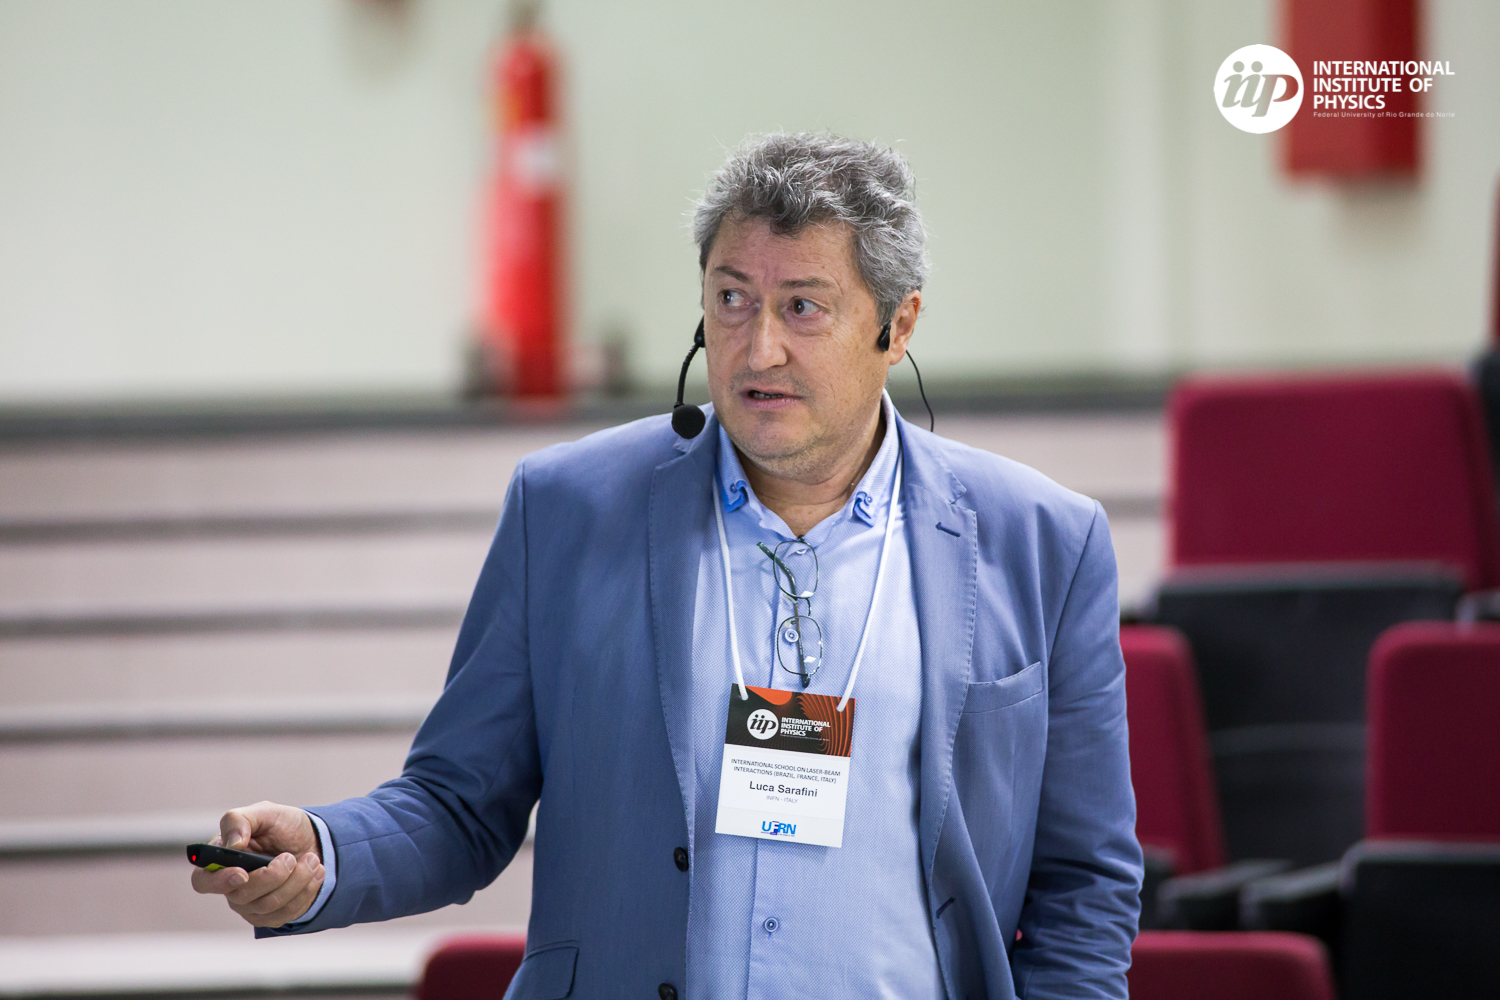 iip
INTERNATIONAL
INSTITUTE OF
PHYSICS
Federal University of Rio Grande do Norte
iip
INTERNATIONAL
INSTITUTE OF
PHYSICS
INTERNATIONAL SCHOOL ON LASER-BEAM
INTERACTIONS (BRAZIL, FRANCE, ITALY)
Luca Sarafini
INFN - ITALY
UFRN